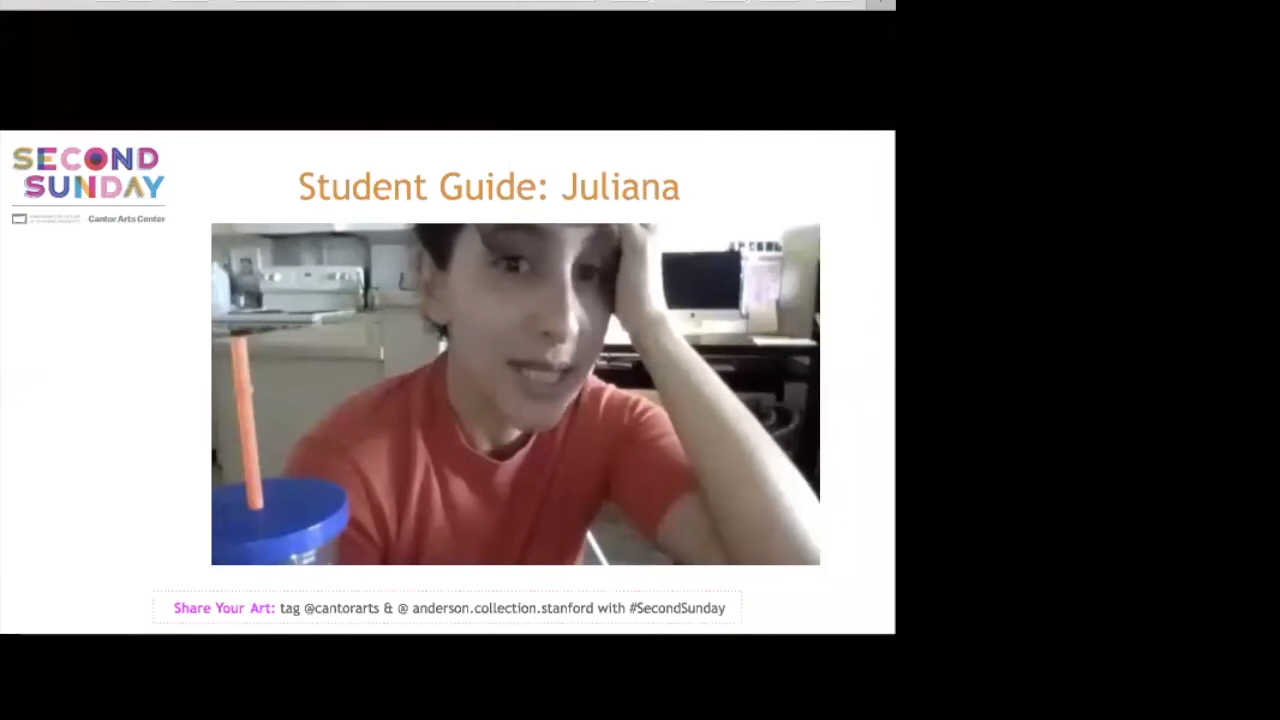 SECOND
SUNDAY
Cantor Arts Center
Student Guide: Juliana
Share Your Art: tag @cantorarts & @ anderson.collection.stanford with #SecondSunday